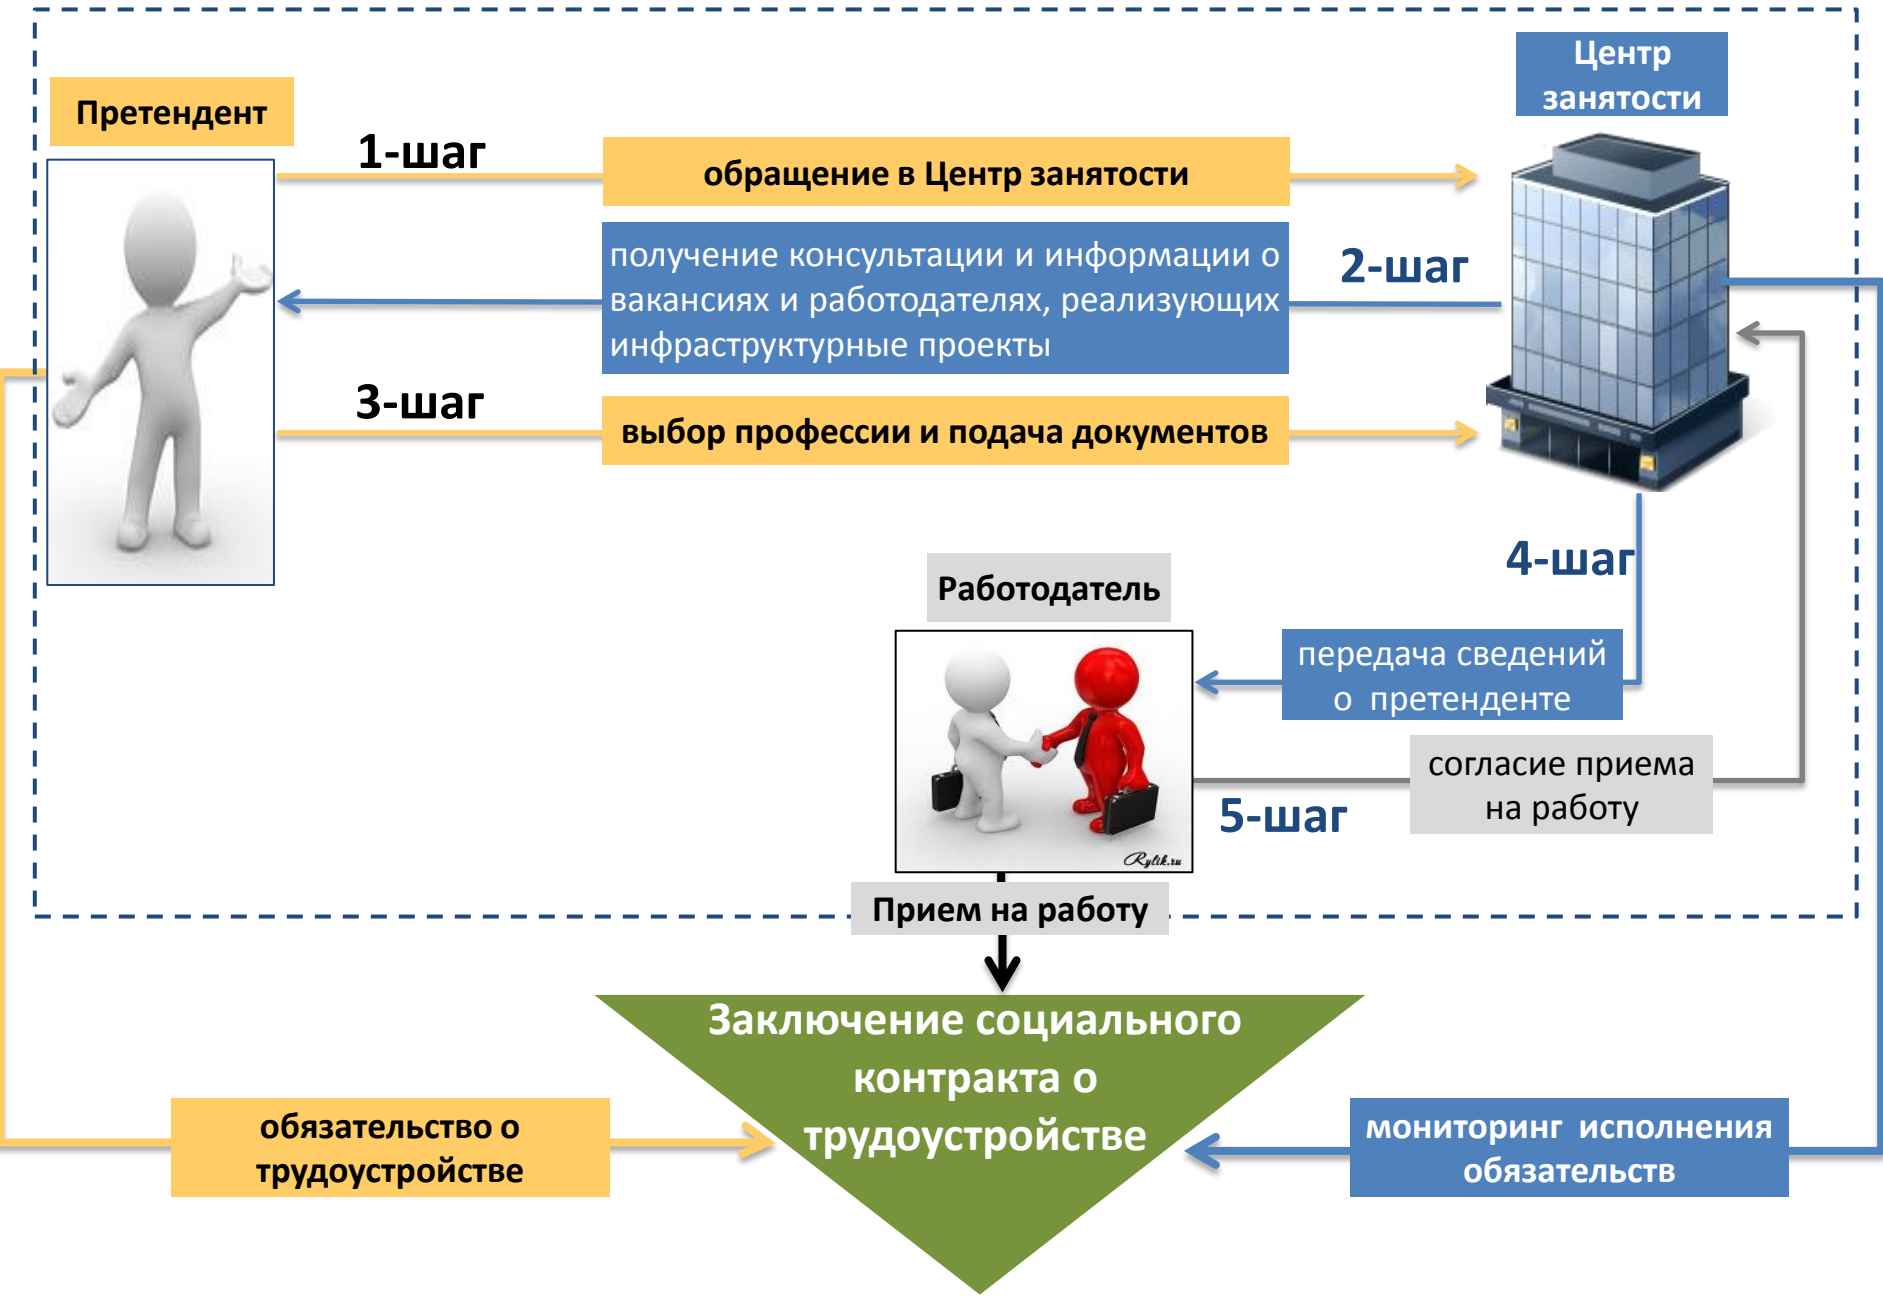 Центр
занятости
Претендент
1-шаг
обращение в Центр занятости
получение консультации и информации о
вакансиях и работодателях, реализующих
инфраструктурные проекты
2-шаг
3-шаг
выбор профессии и подача документов
4-шаг
Работодатель
передача сведений
о претенденте
согласие приема
на работу
5-шаг
Rylik.ru
Прием на работу
Заключение социального
контракта о
трудоустройстве
обязательство о
трудоустройстве
мониторинг исполнения
обязательств